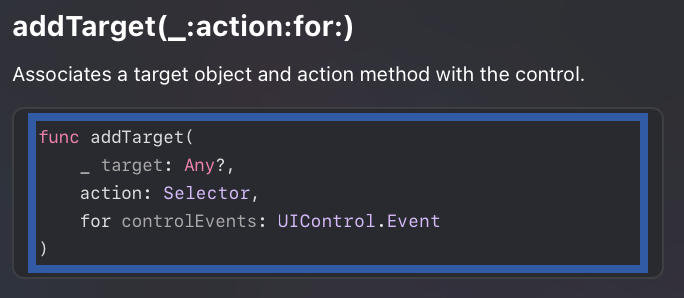 addTarget(_:action:for:)
Associates a target object and action method with the control.
func addTarget(
    _ target: Any?,
    action: Selector,
    for controlEvents: UIControl.Event
)